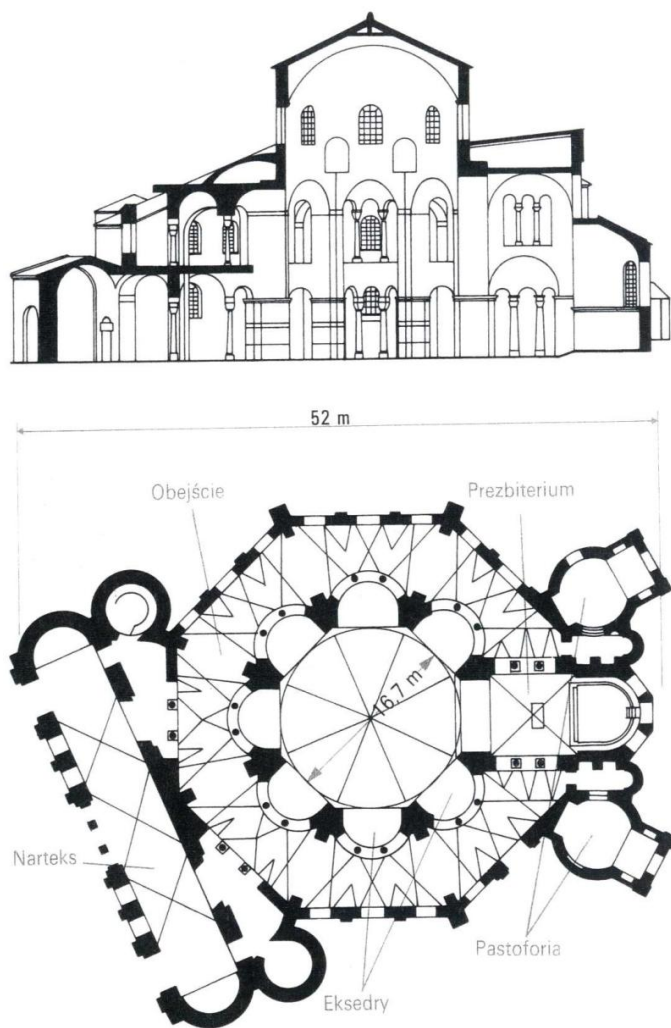 52 m
Obejście
Prezbiterium
16,7 m
Narteks
Pastoforia
Eksedry